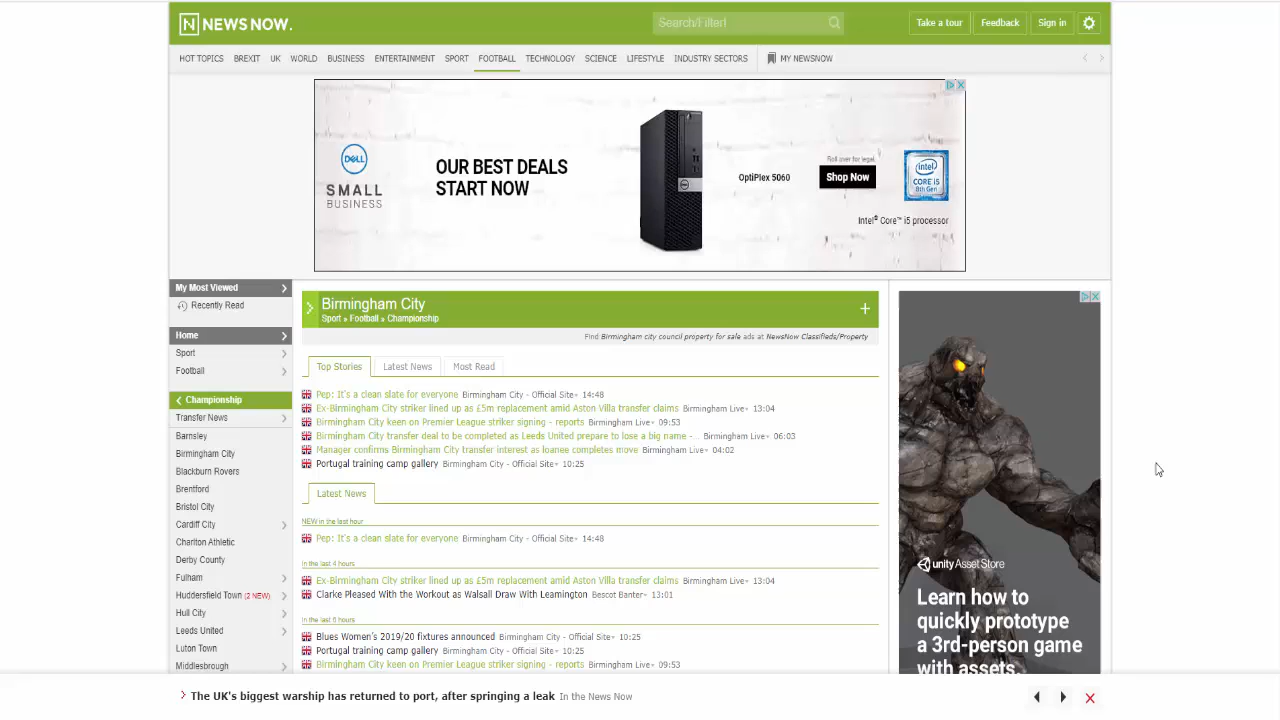 N NEWS NOW.
Search/Filter!
Take a tour
Feedback
Sign in
HOT TOPICS BREXIT UK WORLD BUSINESS ENTERTAINMENT SPORT FOOTBALL TECHNOLOGY SCIENCE LIFESTYLE INDUSTRY SECTORS MY NEWSNOW
DELL
SMALL
BUSINESS
OUR BEST DEALS
START NOW
OptiPlex 5060
Roll over for legal.
Shop Now
intel
CORE i5
8th Gen
Intel® Core™ i5 processor
My Most Viewed
Recently Read
Home
Sport
Football
Championship
Transfer News
Barnsley
Birmingham City
Blackburn Rovers
Brentford
Bristol City
Cardiff City
Charlton Athletic
Derby County
Fulham
Huddersfield Town (2 NEW)
Hull City
Leeds United
Luton Town
Middlesbrough
Birmingham City
Sport » Football » Championship
Find Birmingham city council property for sale ads at NewsNow Classifieds/Property
Top Stories Latest News Most Read
Pep: It's a clean slate for everyone Birmingham City - Official Site 14:48
Ex-Birmingham City striker lined up as £5m replacement amid Aston Villa transfer claims Birmingham Live 13:04
Birmingham City keen on Premier League striker signing - reports Birmingham Live 09:53
Birmingham City transfer deal to be completed as Leeds United prepare to lose a big name -... Birmingham Live 06:03
Manager confirms Birmingham City transfer interest as loanee completes move Birmingham Live 04:02
Portugal training camp gallery Birmingham City - Official Site 10:25
Latest News
NEW in the last hour
Pep: It's a clean slate for everyone Birmingham City - Official Site 14:48
In the last 4 hours
Ex-Birmingham City striker lined up as £5m replacement amid Aston Villa transfer claims Birmingham Live 13:04
Clarke Pleased With the Workout as Walsall Draw With Leamington Bescot Banter 13:01
In the last 6 hours
Blues Women's 2019/20 fixtures announced Birmingham City - Official Site 10:25
Portugal training camp gallery Birmingham City - Official Site 10:25
Birmingham City keen on Premier League striker signing - reports Birmingham Live 09:53
unity Asset Store
Learn how to
quickly prototype
a 3rd-person game
with assets.
The UK's biggest warship has returned to port, after springing a leak In the News Now